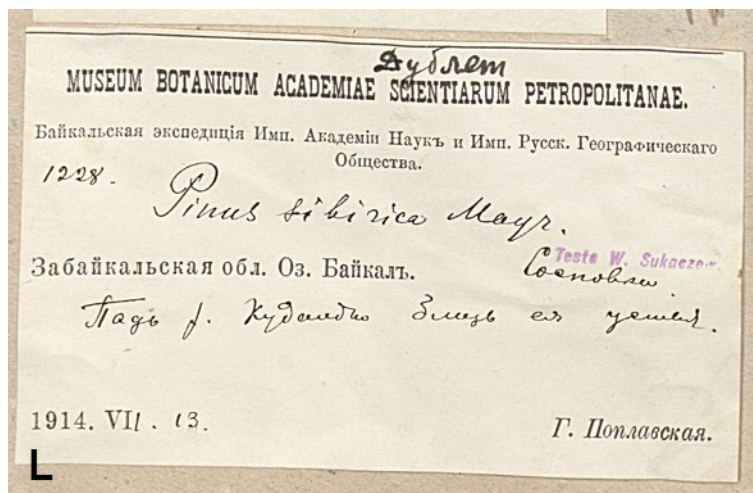 Дублет
MUSEUM BOTANICUM ACADEMIAE SCIENTIARUM PETROPOLITANAE.
Байкальская экспедиція Имп. Академіи Наукъ и Имп. Русск. Географическаго
Общества.
1228.
Pinus sibirica Mayr.
Teste W. Sukaczew.
Забайкальская обл. Оз. Байкалъ. Сосновка
Падь р. близъ ея устья.
1914. VII. 13. Г. Поплавская.
L